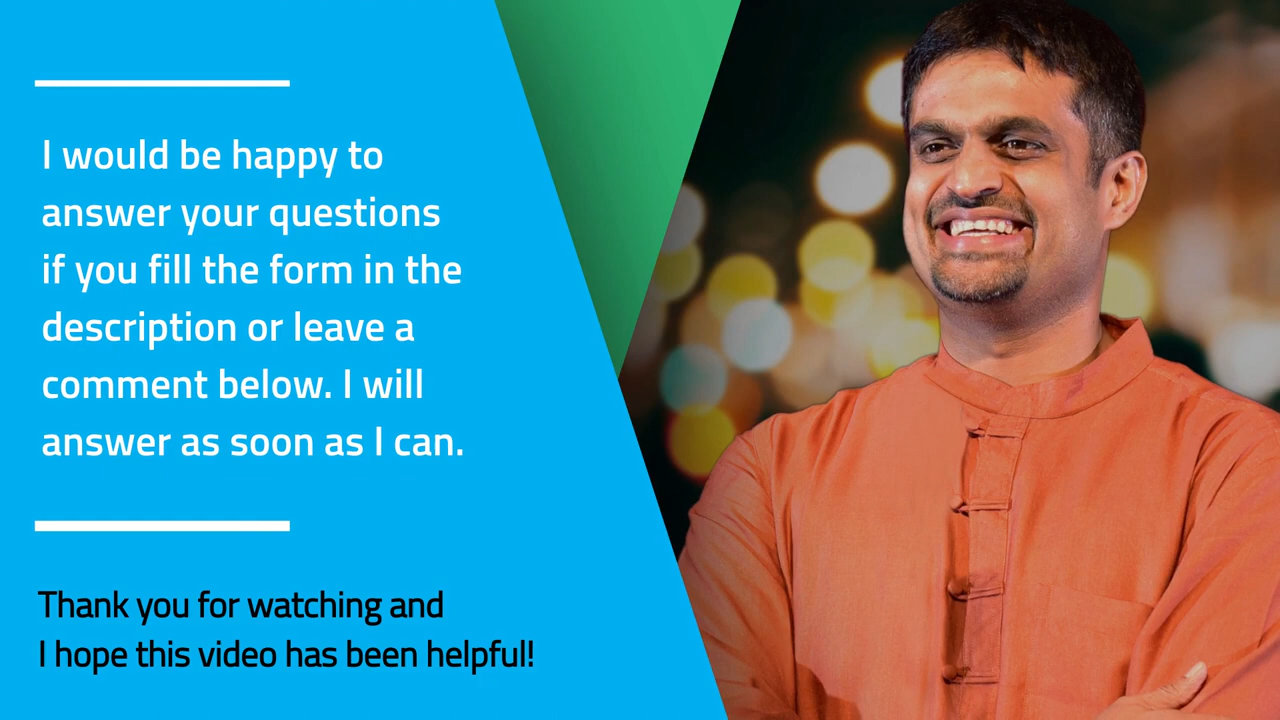 I would be happy to
answer your questions
if you fill the form in the
description or leave a
comment below. I will
answer as soon as I can.
Thank you for watching and
I hope this video has been helpful!